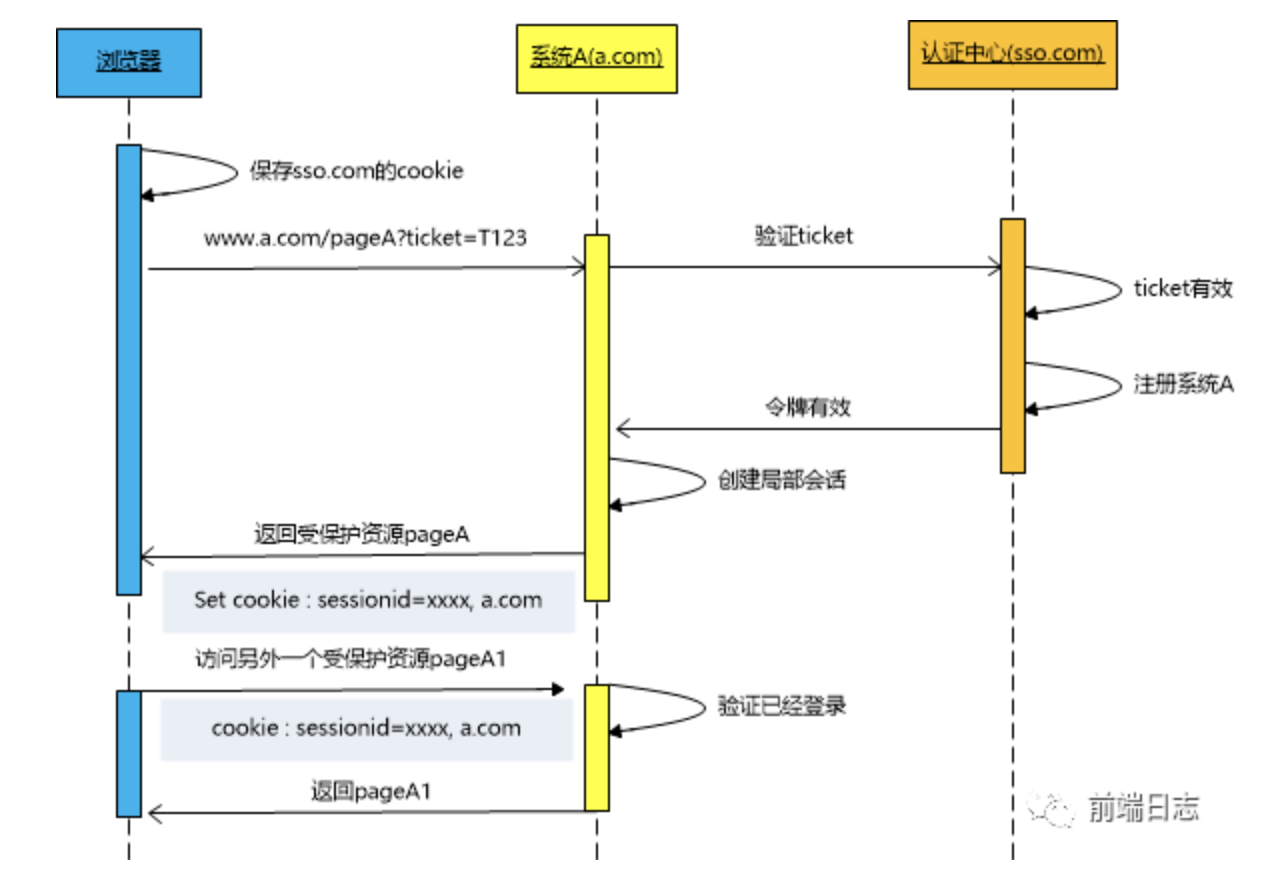 浏览器
系统A(a.com)
认证中心(sso.com)
保存sso.com的cookie
www.a.com/pageA?ticket=T123
验证ticket
ticket有效
注册系统A
令牌有效
创建局部会话
返回受保护资源pageA
Set cookie : sessionid=xxxx, a.com
访问另外一个受保护资源pageA1
验证已经登录
cookie : sessionid=xxxx, a.com
返回pageA1
前端日志